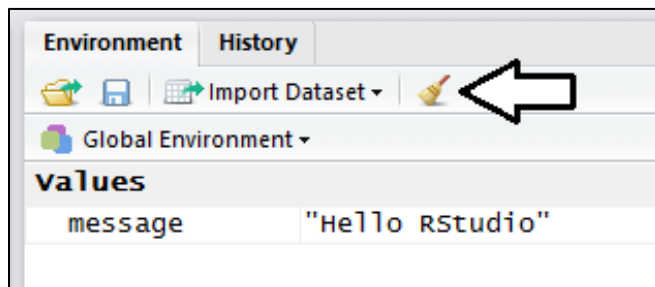 Environment History
Import Dataset
Global Environment
Values
message "Hello RStudio"